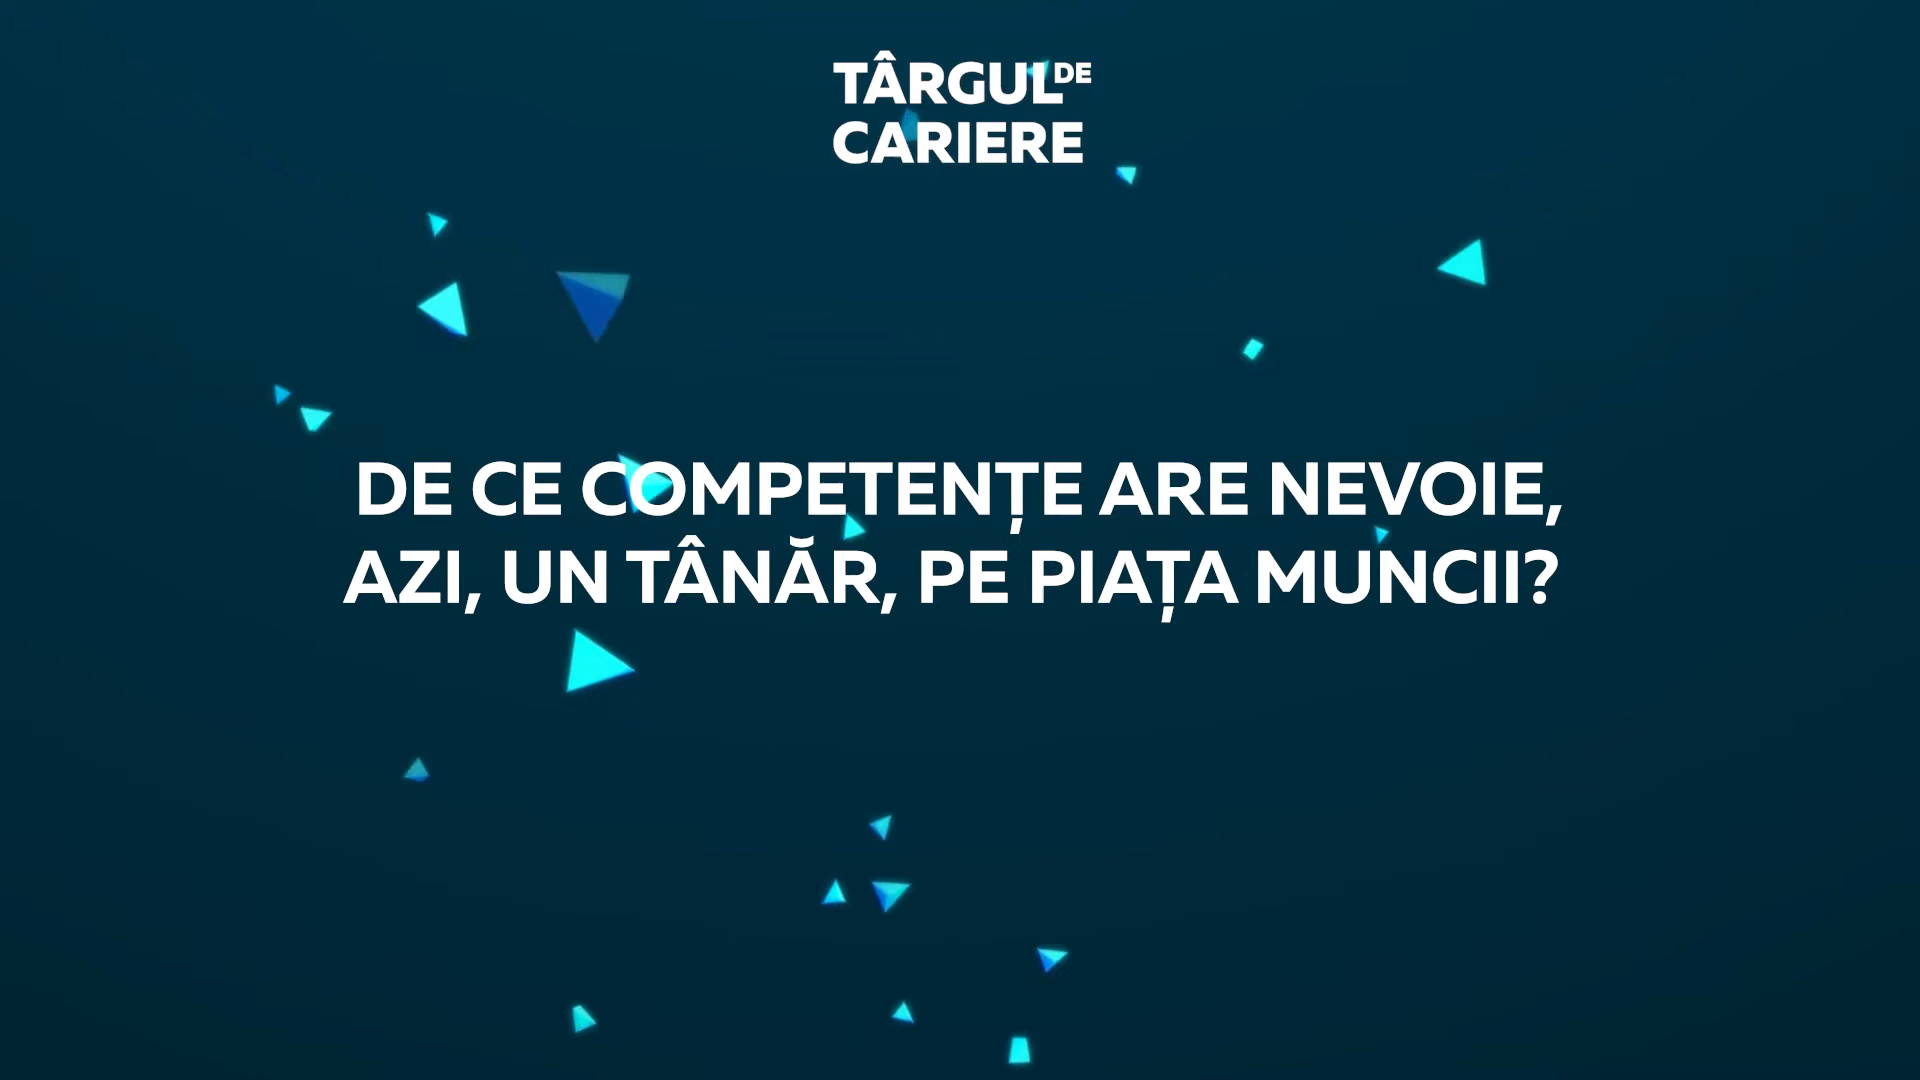 TÂRGUL DE
CARIERE
DE CE COMPETENȚE ARE NEVOIE,
AZI, UN TÂNĂR, PE PIAȚA MUNCII?